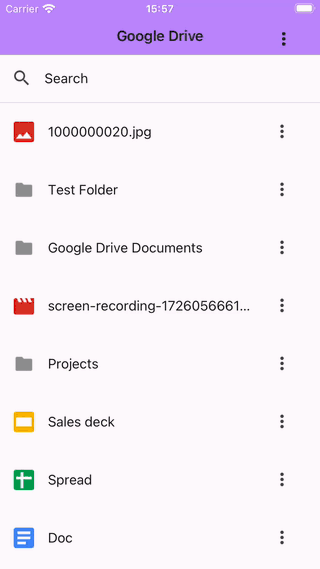 Carrier 15:57
Google Drive
Search
1000000020.jpg
Test Folder
Google Drive Documents
screen-recording-1726056661...
Projects
Sales deck
Spread
Doc